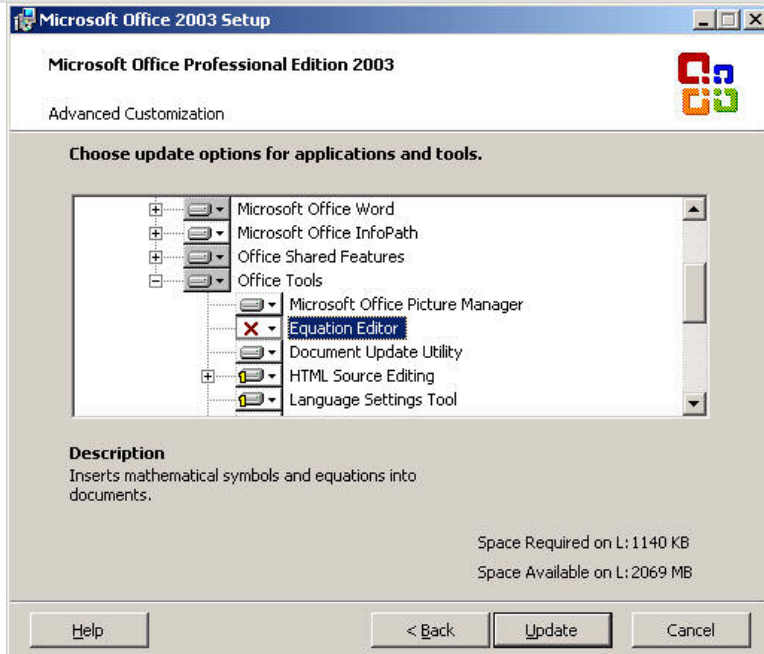 Microsoft Office 2003 Setup
Microsoft Office Professional Edition 2003
Advanced Customization
Choose update options for applications and tools.
Microsoft Office Word
Microsoft Office InfoPath
Office Shared Features
Office Tools
Microsoft Office Picture Manager
Equation Editor
Document Update Utility
HTML Source Editing
Language Settings Tool
Description
Inserts mathematical symbols and equations into
documents.
Space Required on L: 1140 KB
Space Available on L: 2069 MB
Help
< Back
Update
Cancel